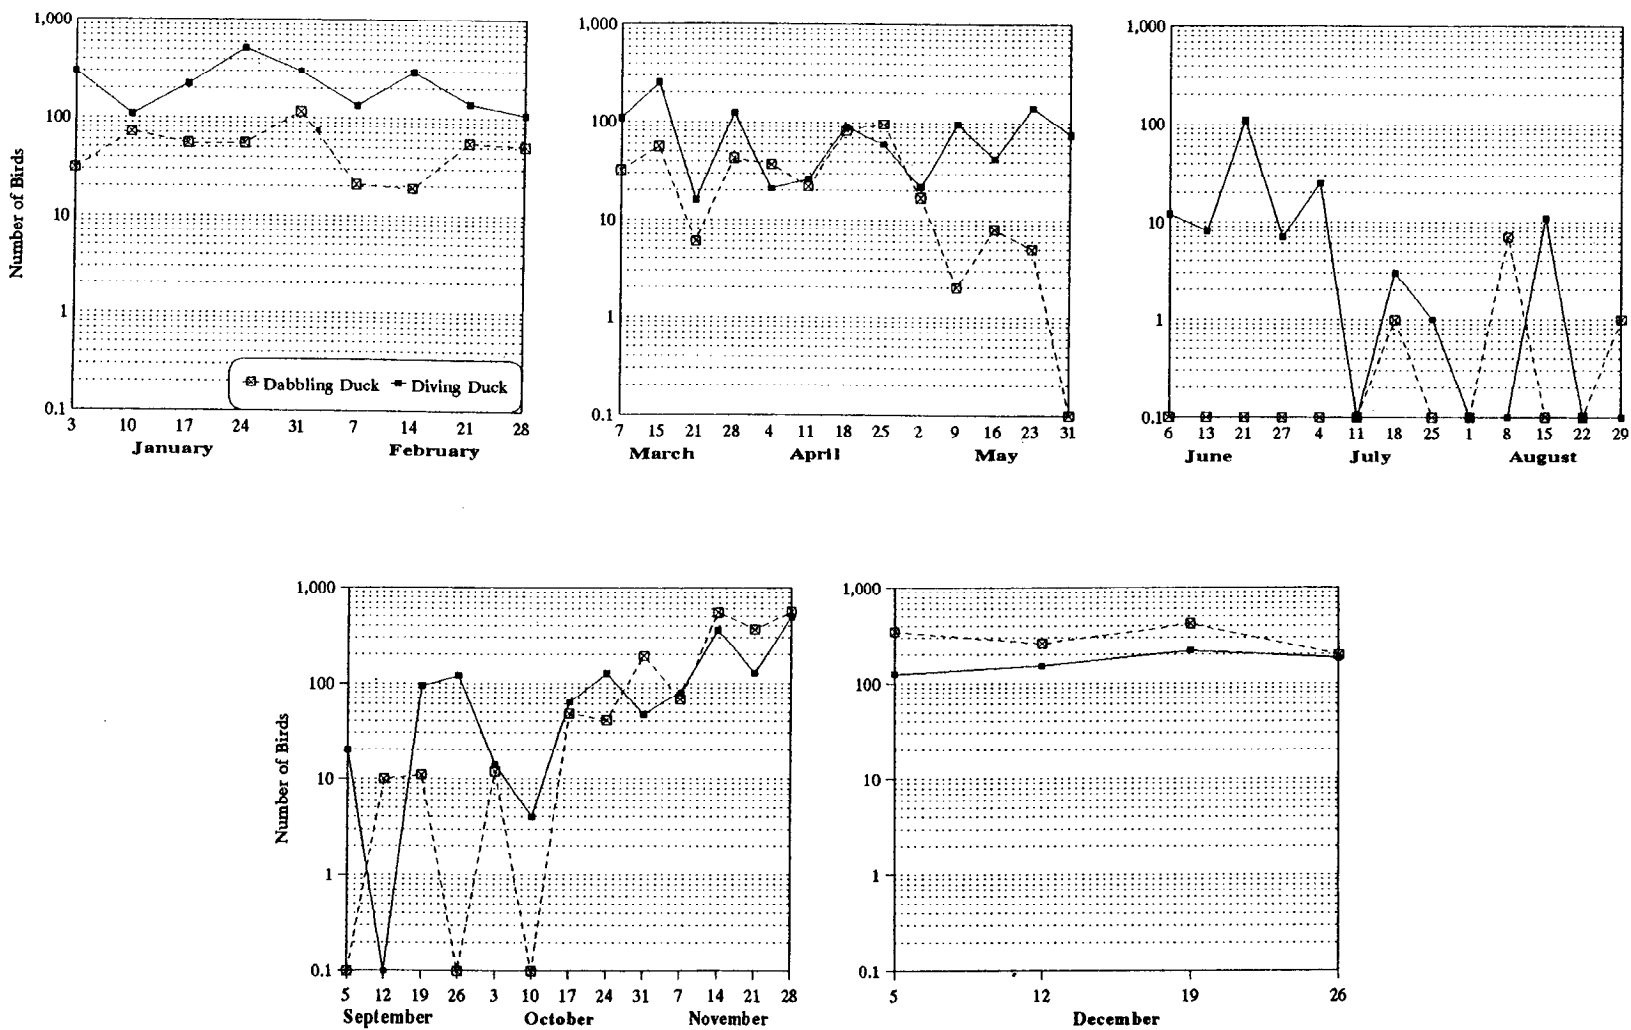 1,000
100
10
1
0.1
Number of Birds
Dabbling Duck Diving Duck
3 10 17 24 31 7 14 21 28
January February
1,000
100
10
1
0.1
7 15 21 28 4 11 18 25 2 9 16 23 31
March April May
1,000
100
10
1
0.1
6 13 21 27 4 11 18 25 1 8 15 22 29
June July August
1,000
100
10
1
0.1
Number of Birds
5 12 19 26 3 10 17 24 31 7 14 21 28
September October November
1,000
100
10
1
0.1
5 12 19 26
December